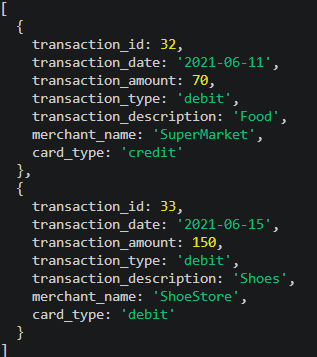 [
  {
    transaction_id: 32,
    transaction_date: '2021-06-11',
    transaction_amount: 70,
    transaction_type: 'debit',
    transaction_description: 'Food',
    merchant_name: 'SuperMarket',
    card_type: 'credit'
  },
  {
    transaction_id: 33,
    transaction_date: '2021-06-15',
    transaction_amount: 150,
    transaction_type: 'debit',
    transaction_description: 'Shoes',
    merchant_name: 'ShoeStore',
    card_type: 'debit'
  }
]